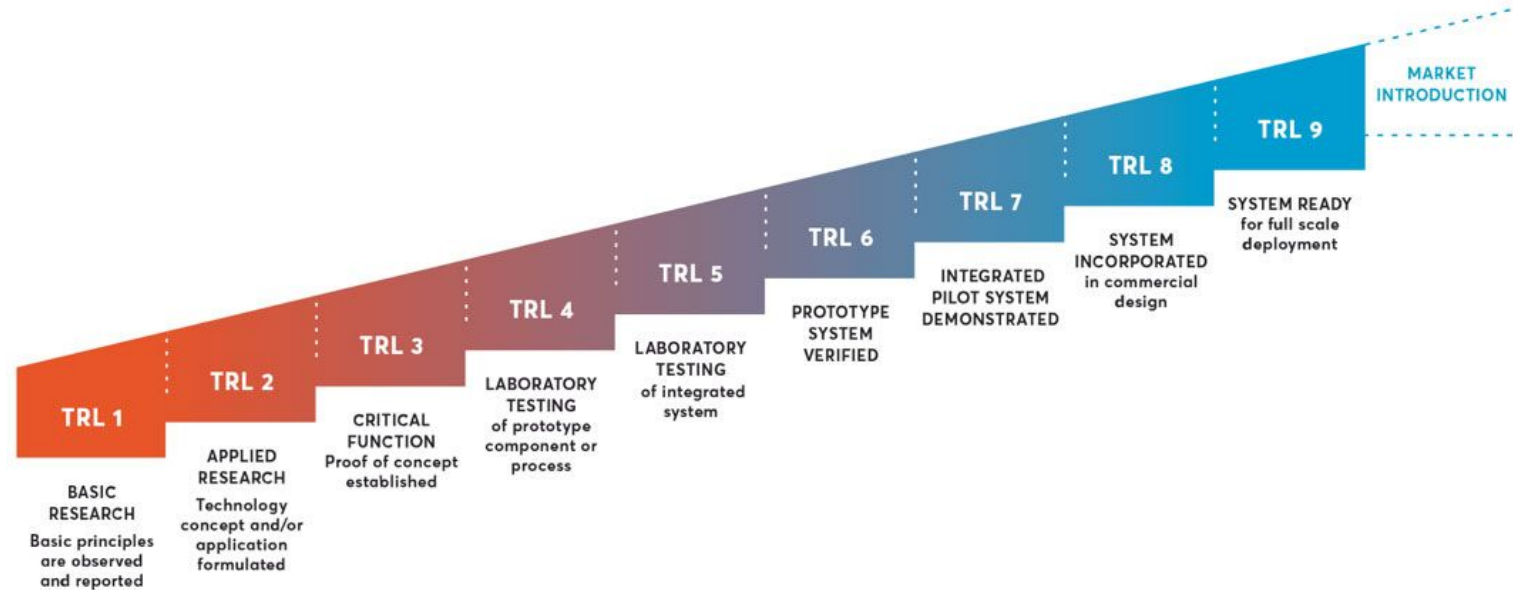 TRL 1
BASIC
RESEARCH
Basic principles
are observed
and reported
TRL 2
APPLIED
RESEARCH
Technology
concept and/or
application
formulated
TRL 3
CRITICAL
FUNCTION
Proof of concept
established
TRL 4
LABORATORY
TESTING
of prototype
component or
process
TRL 5
LABORATORY
TESTING
of integrated
system
TRL 6
PROTOTYPE
SYSTEM
VERIFIED
TRL 7
INTEGRATED
PILOT SYSTEM
DEMONSTRATED
TRL 8
SYSTEM
INCORPORATED
in commercial
design
TRL 9
SYSTEM READY
for full scale
deployment
MARKET
INTRODUCTION